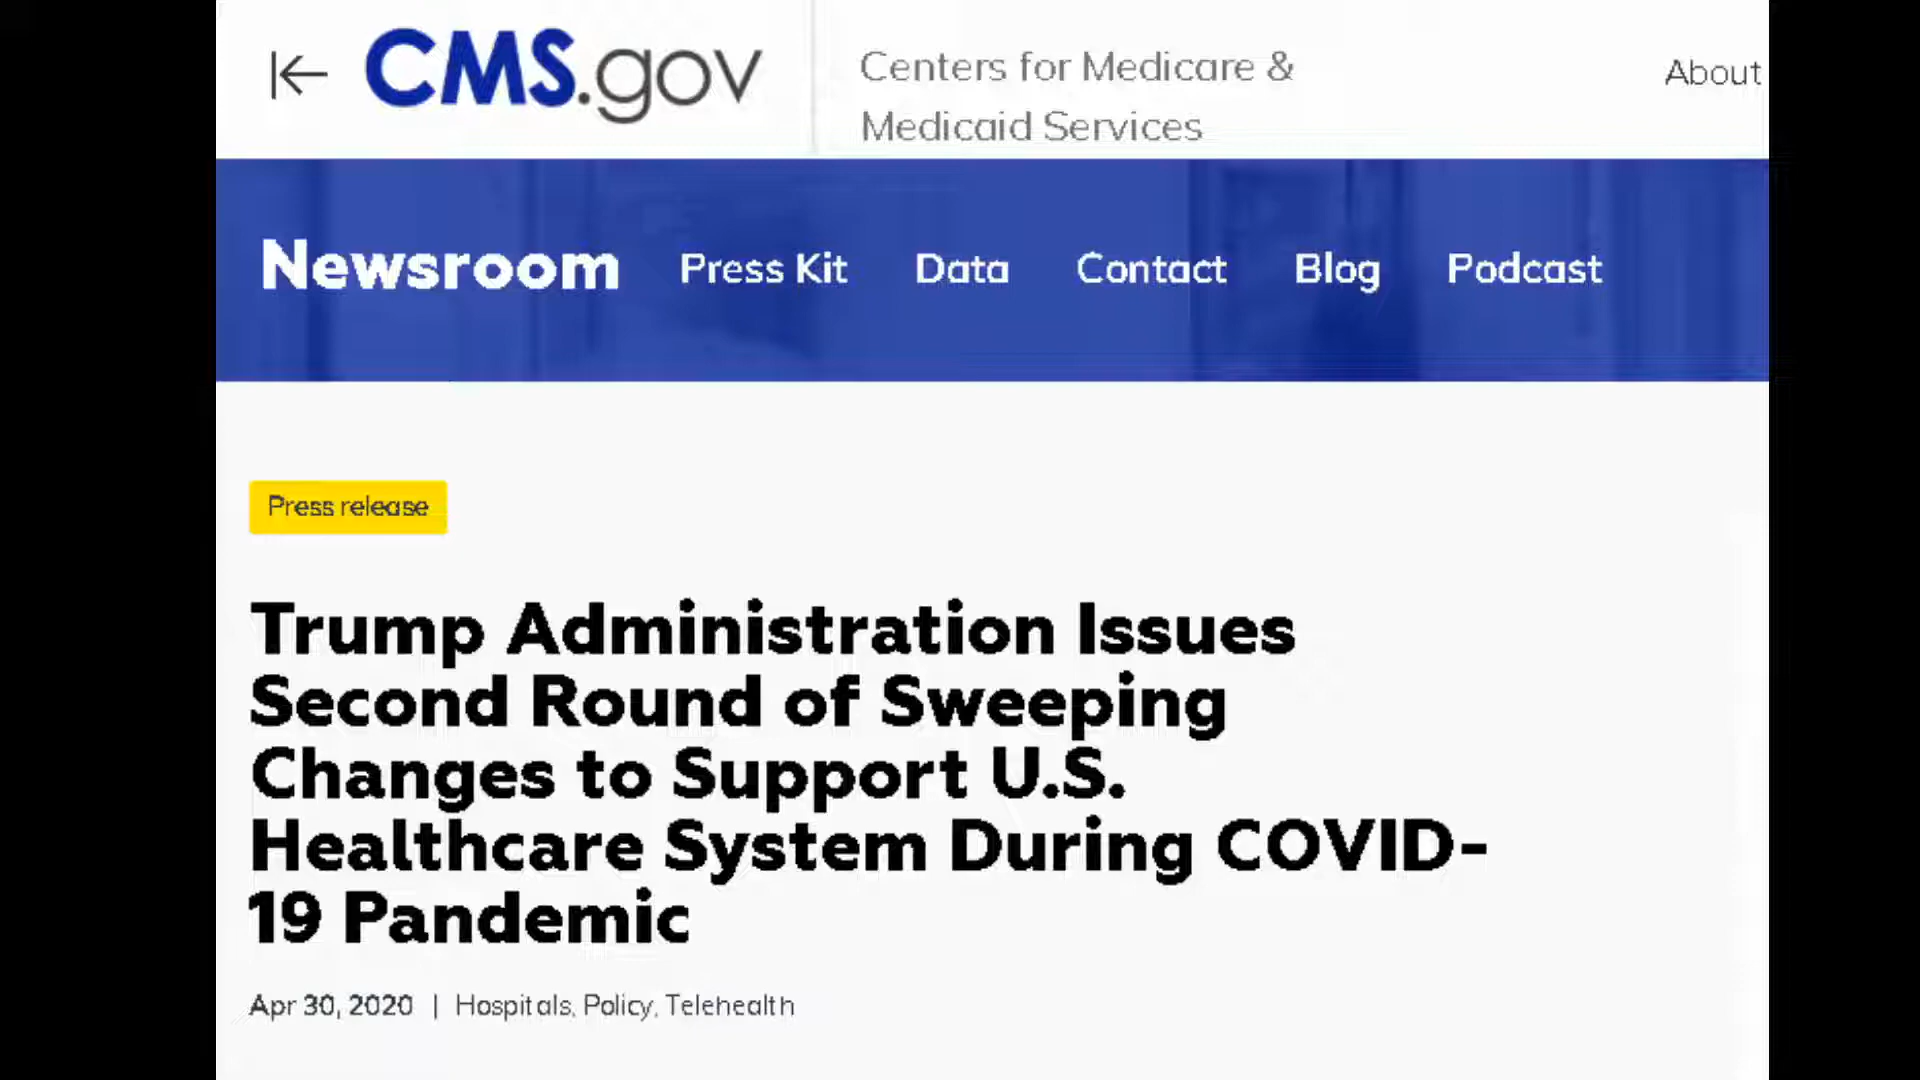 CMS.gov
Centers for Medicare &
Medicaid Services
About
Newsroom Press Kit Data Contact Blog Podcast
Press release
Trump Administration Issues
Second Round of Sweeping
Changes to Support U.S.
Healthcare System During COVID-
19 Pandemic
Apr 30, 2020 | Hospitals, Policy, Telehealth